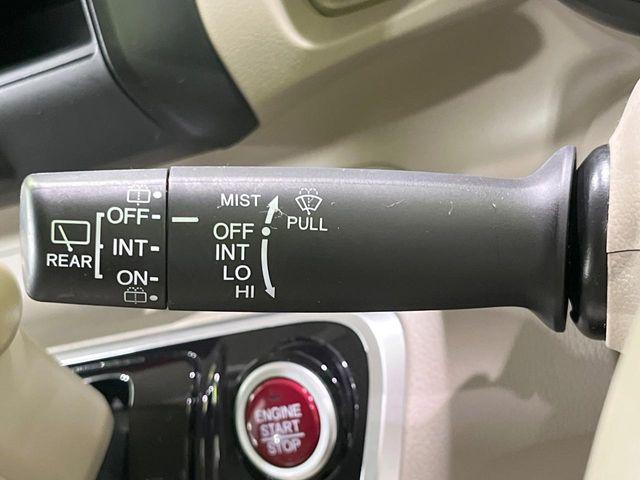 OFF
INT
REAR
ON
MIST
PULL
OFF
INT
LO
HI
ENGINE
START
STOP